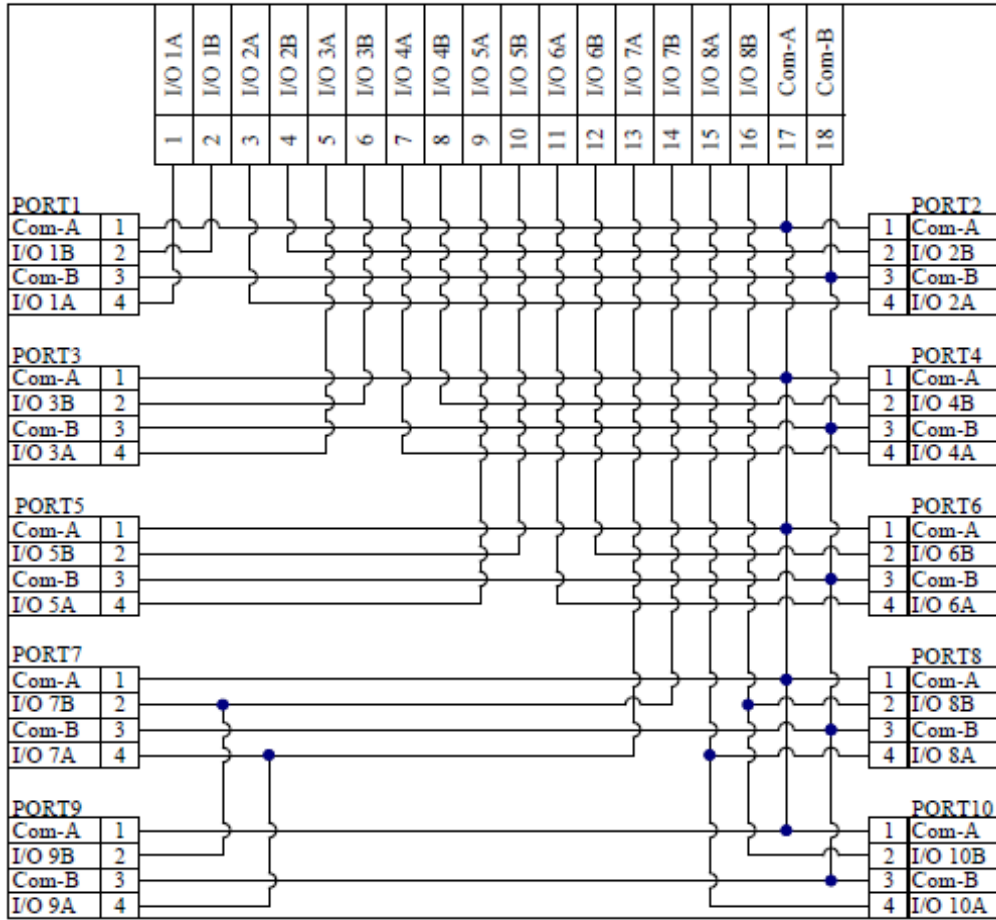 I/O 1A
I/O 1B
I/O 2A
I/O 2B
I/O 3A
I/O 3B
I/O 4A
I/O 4B
I/O 5A
I/O 5B
I/O 6A
I/O 6B
I/O 7A
I/O 7B
I/O 8A
I/O 8B
Com-A
Com-B
1 2 3 4 5 6 7 8 9 10 11 12 13 14 15 16 17 18
PORT1
Com-A 1
I/O 1B 2
Com-B 3
I/O 1A 4
PORT2
1 Com-A
2 I/O 2B
3 Com-B
4 I/O 2A
PORT3
Com-A 1
I/O 3B 2
Com-B 3
I/O 3A 4
PORT4
1 Com-A
2 I/O 4B
3 Com-B
4 I/O 4A
PORT5
Com-A 1
I/O 5B 2
Com-B 3
I/O 5A 4
PORT6
1 Com-A
2 I/O 6B
3 Com-B
4 I/O 6A
PORT7
Com-A 1
I/O 7B 2
Com-B 3
I/O 7A 4
PORT8
1 Com-A
2 I/O 8B
3 Com-B
4 I/O 8A
PORT9
Com-A 1
I/O 9B 2
Com-B 3
I/O 9A 4
PORT10
1 Com-A
2 I/O 10B
3 Com-B
4 I/O 10A